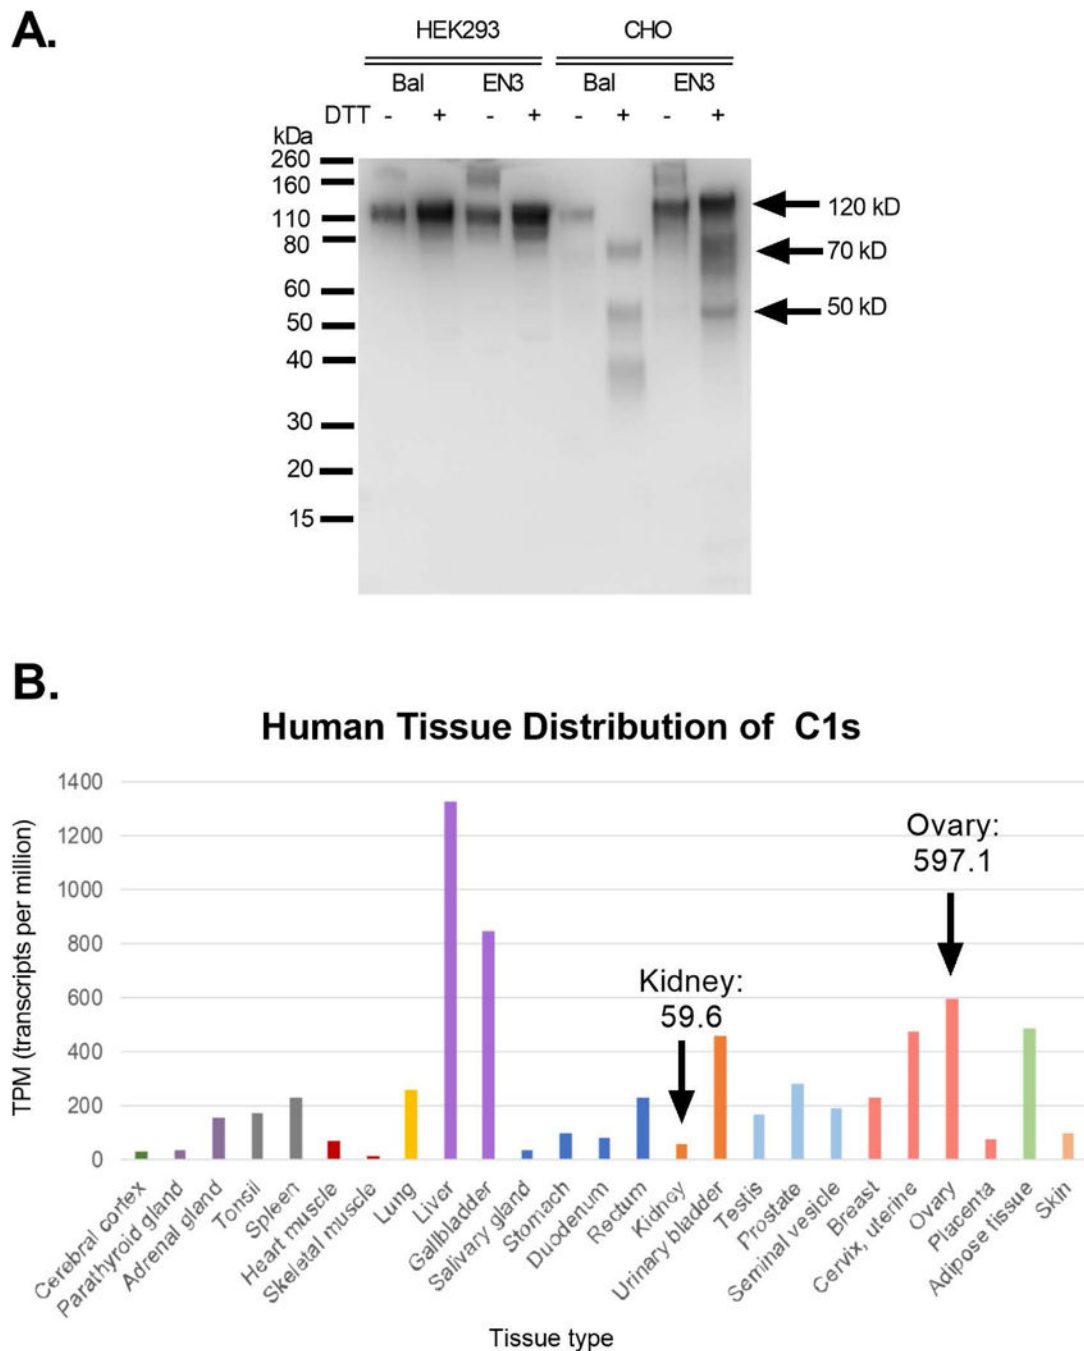 A.
HEK293 CHO
Bal EN3 Bal EN3
DTT - + - + - + - +
kDa
260
160
110
80
60
50
40
30
20
15
120 kD
70 kD
50 kD
B.
Human Tissue Distribution of C1s
TPM (transcripts per million)
1400
1200
1000
800
600
400
200
0
Kidney:
59.6
Ovary:
597.1
Cerebral cortex
Parathyroid gland
Adrenal gland
Tonsil
Spleen
Heart muscle
Skeletal muscle
Lung
Liver
Gallbladder
Salivary gland
Stomach
Duodenum
Rectum
Kidney
Urinary bladder
Testis
Prostate
Seminal vesicle
Breast
Cervix, uterine
Ovary
Placenta
Adipose tissue
Skin
Tissue type